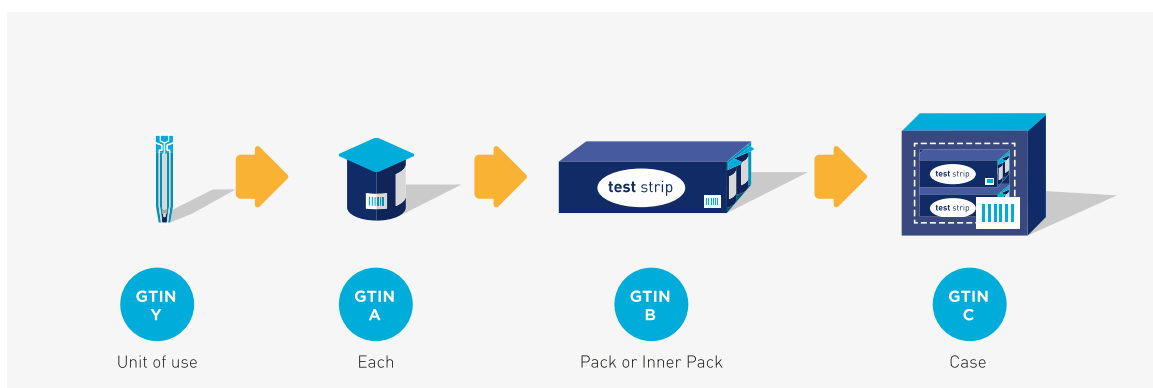 test strip
test strip
test strip
GTIN
Y
GTIN
A
GTIN
B
GTIN
C
Unit of use
Each
Pack or Inner Pack
Case